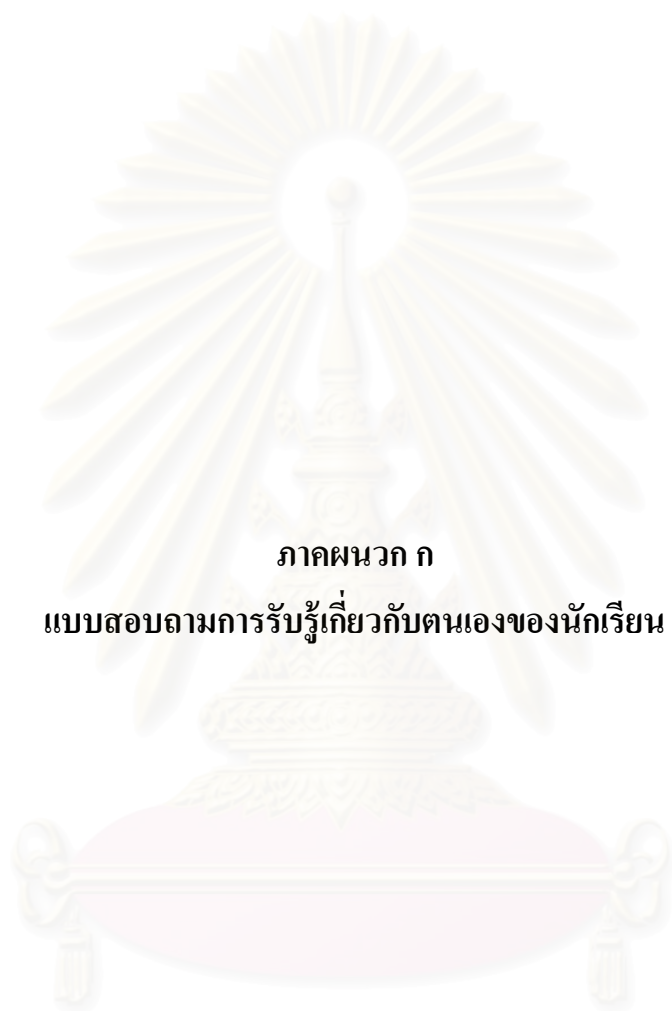 ภาคผนวก ก
แบบสอบถามการรับรู้เกี่ยวกับตนเองของนักเรียน